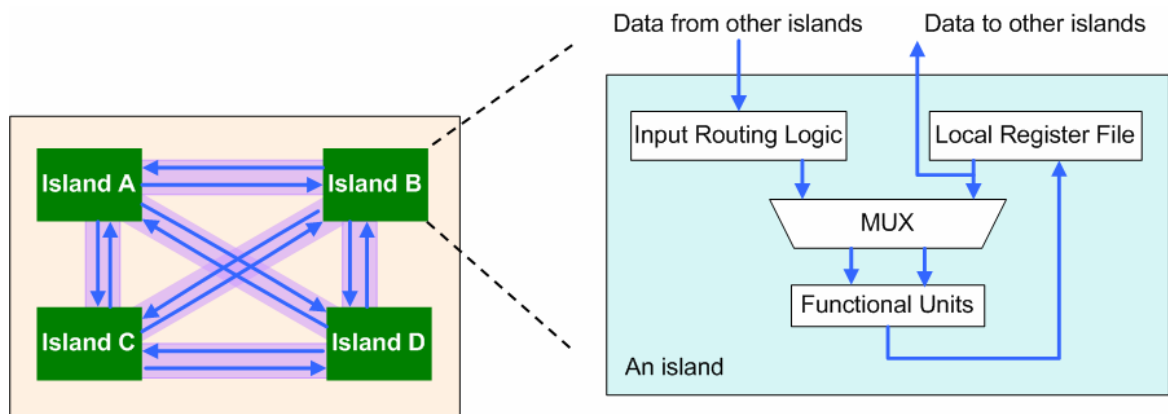 Island A
Island B
Island C
Island D
Data from other islands
Data to other islands
Input Routing Logic
Local Register File
MUX
Functional Units
An island